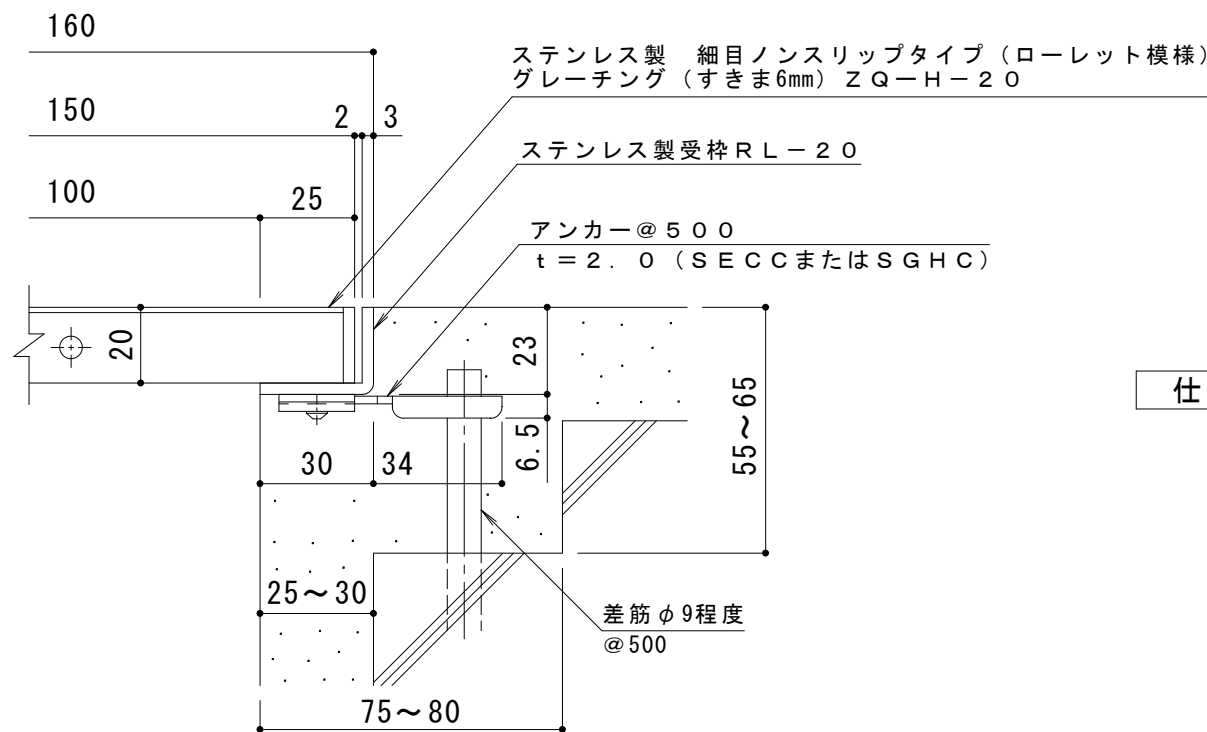 160
ステンレス製　細目ノンスリップタイプ（ローレット模様）
グレーチング（すきま6mm）ＺＱ－Ｈ－２０
150
2
3
ステンレス製受枠ＲＬ－２０
100
25
アンカー＠５００
ｔ＝２．０（ＳＥＣＣまたはＳＧＨＣ）
20
23
仕
55～65
6.5
30
34
25～30
差筋φ9程度
＠500
75～80